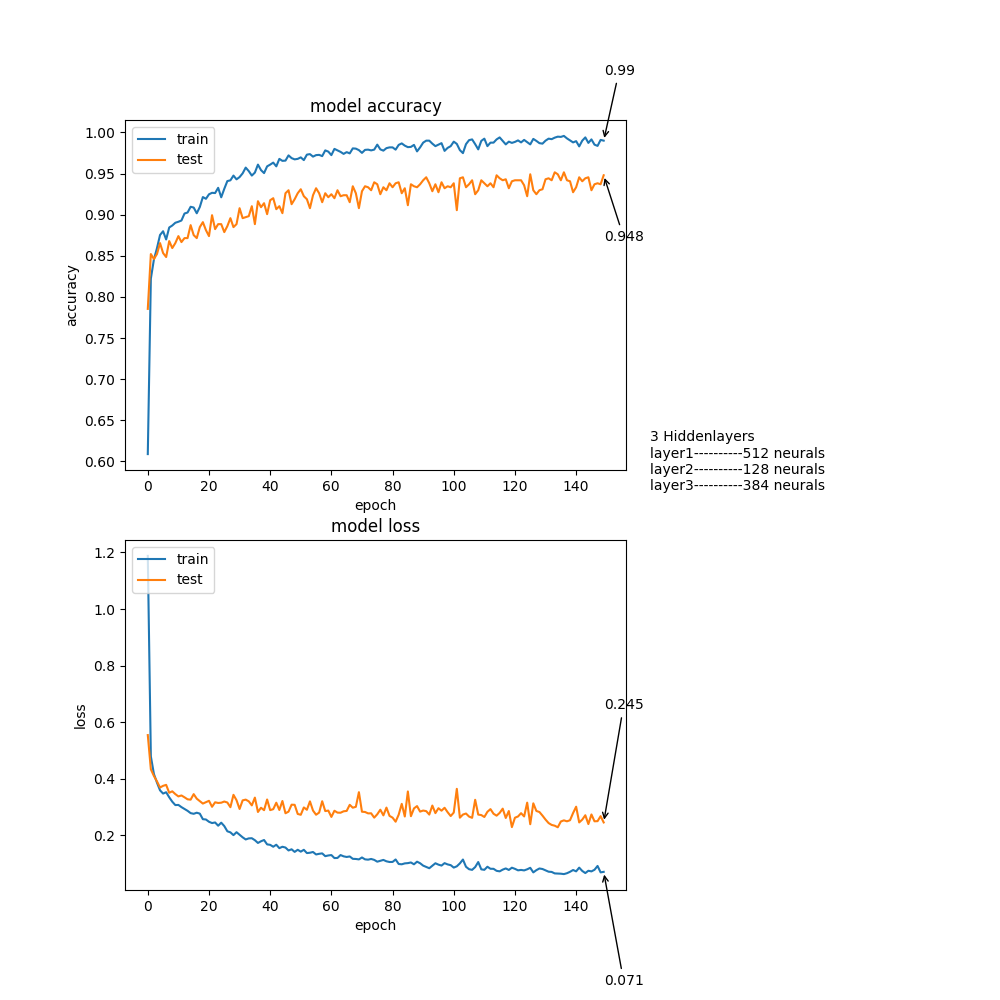 0.99
model accuracy
train
test
1.00
0.95
0.90
0.85
0.80
0.75
0.70
0.65
0.60
accuracy
0.948
0 20 40 60 80 100 120 140
epoch
3 Hiddenlayers
layer1----------512 neurals
layer2----------128 neurals
layer3----------384 neurals
model loss
train
test
1.2
1.0
0.8
0.6
0.4
0.2
loss
0.245
0 20 40 60 80 100 120 140
epoch
0.071